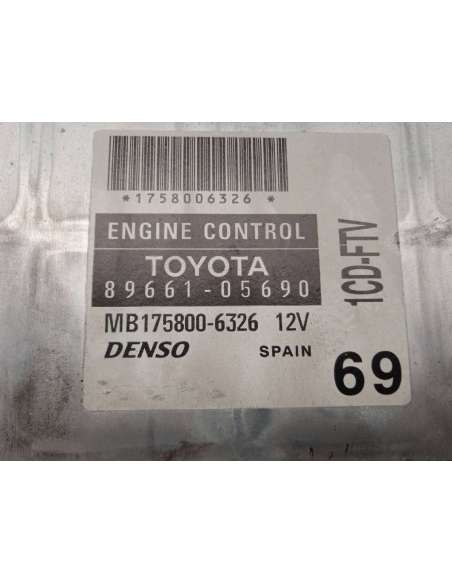 *1758006326 *
ENGINE CONTROL
TOYOTA
89661-05690
MB175800-6326 12V
DENSO SPAIN
1CD-FTV
69